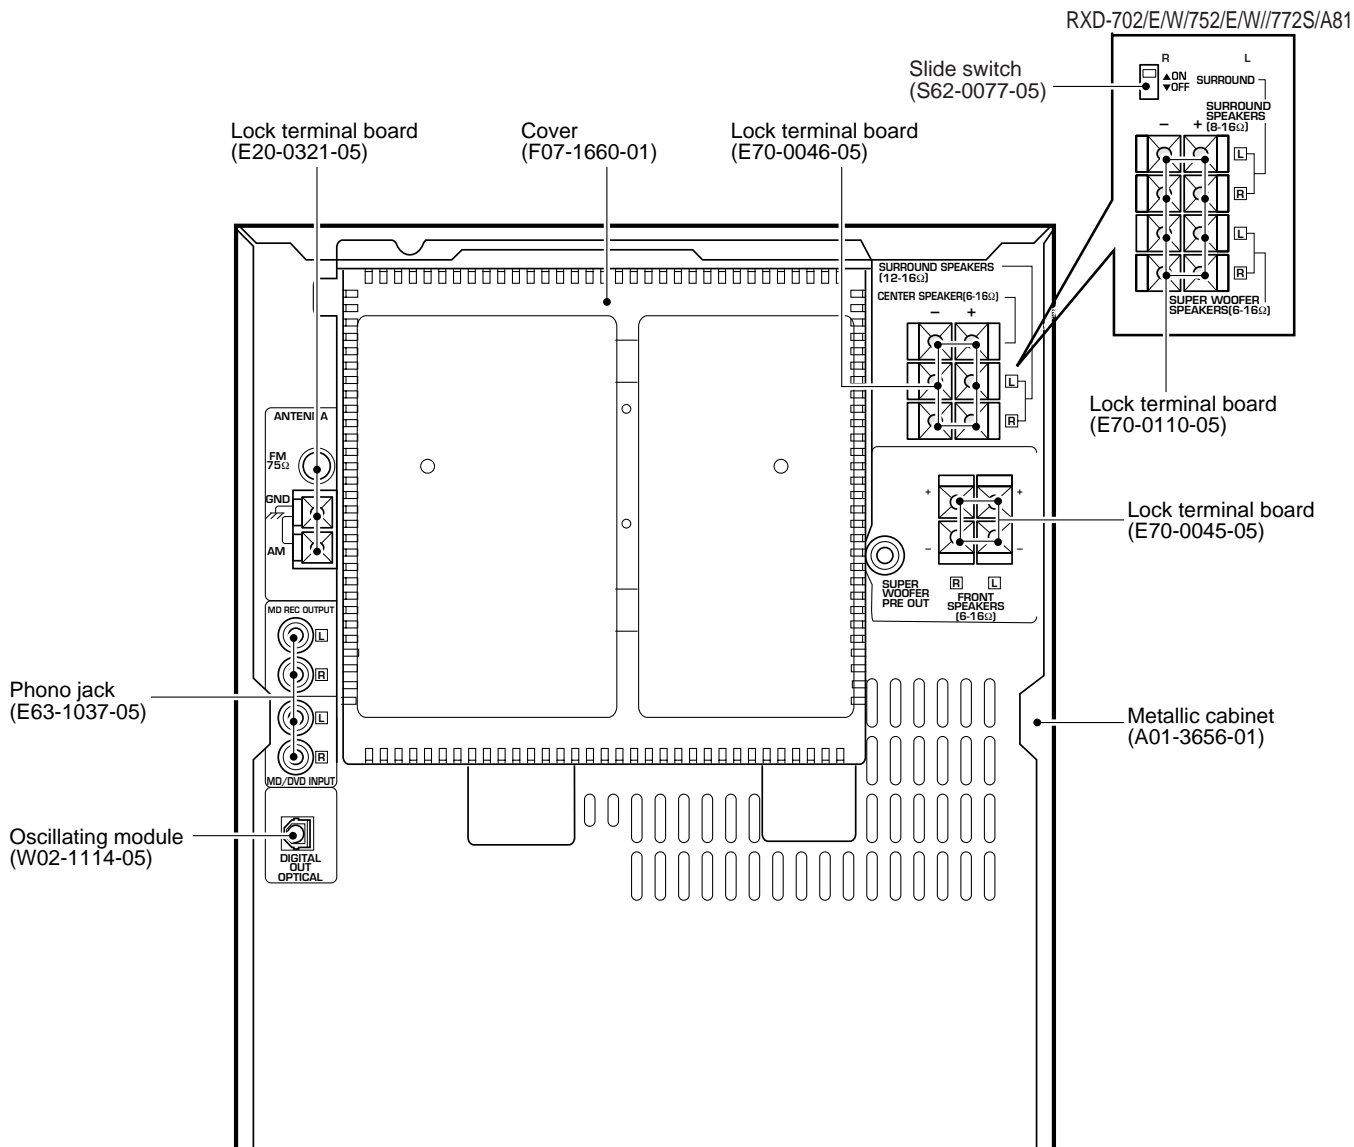 RXD-702/E/W/752/E/W//772S/A81
Slide switch
(S62-0077-05)
R L
▲ON
▼OFF
SURROUND
SURROUND
SPEAKERS
(8-16Ω)
− +
L
R
L
R
SUPER WOOFER
SPEAKERS(6-16Ω)
Lock terminal board
(E20-0321-05)
Cover
(F07-1660-01)
Lock terminal board
(E70-0046-05)
SURROUND SPEAKERS
(12-16Ω)
CENTER SPEAKER(6-16Ω)
− +
L
R
Lock terminal board
(E70-0110-05)
ANTENNA
FM
75Ω
GND
AM
+ +
− −
R L
FRONT
SPEAKERS
(6-16Ω)
SUPER
WOOFER
PRE OUT
Lock terminal board
(E70-0045-05)
MD REC OUTPUT
L
R
L
R
MD/DVD INPUT
Phono jack
(E63-1037-05)
Metallic cabinet
(A01-3656-01)
Oscillating module
(W02-1114-05)
DIGITAL
OUT
OPTICAL